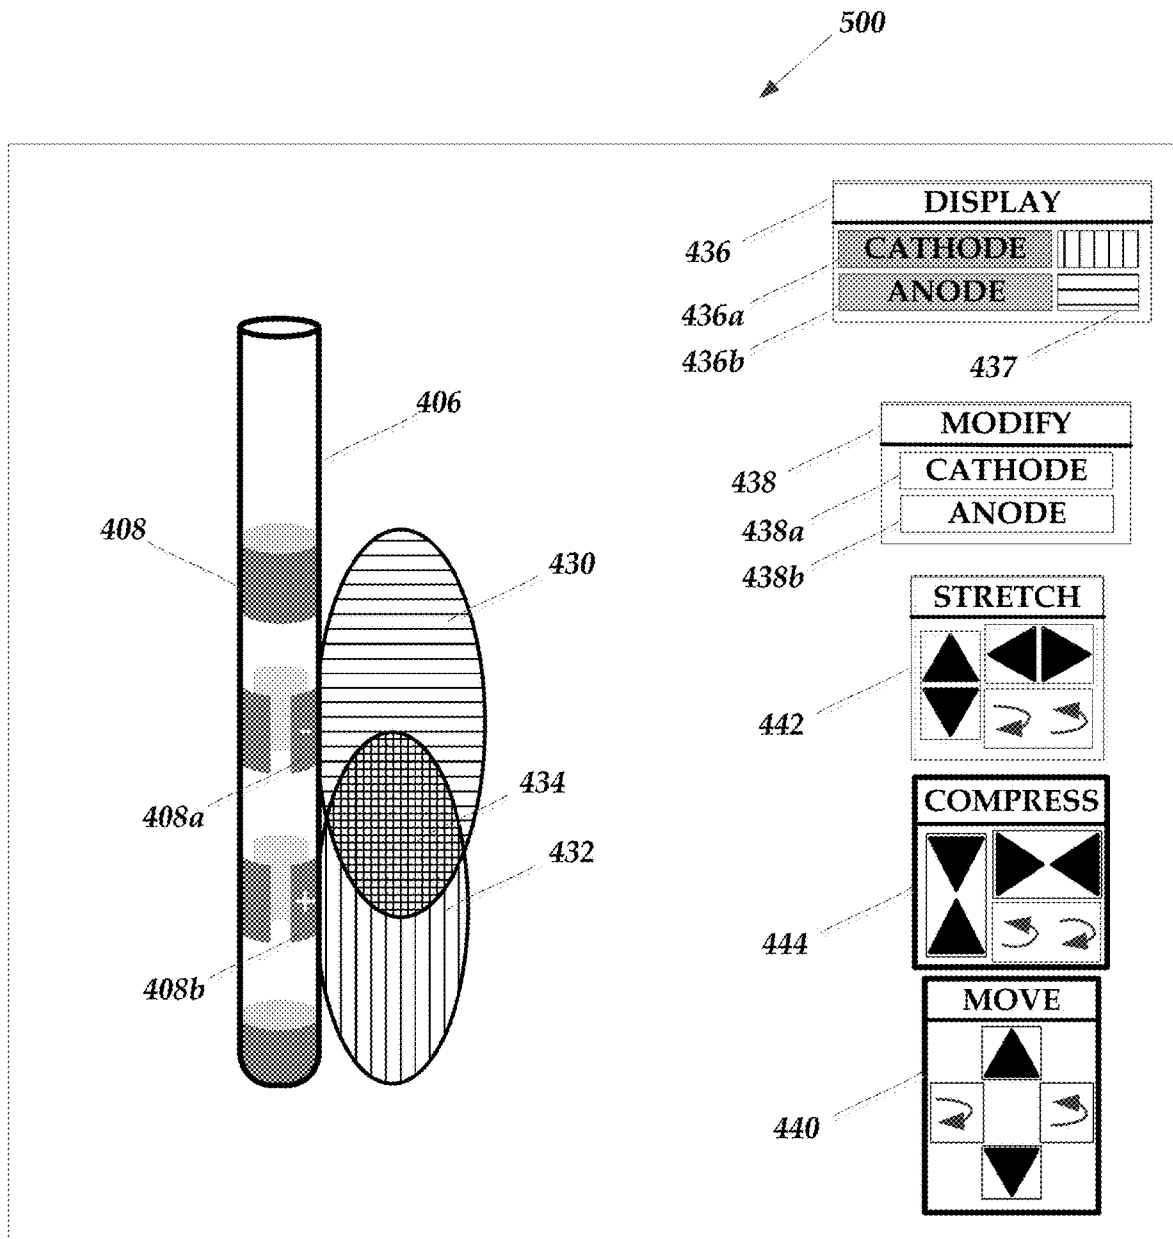 500
DISPLAY
436
CATHODE
436a
ANODE
436b
437
406
MODIFY
438
CATHODE
408
438a
ANODE
430
438b
STRETCH
442
434
COMPRESS
408a
432
444
408b
MOVE
440